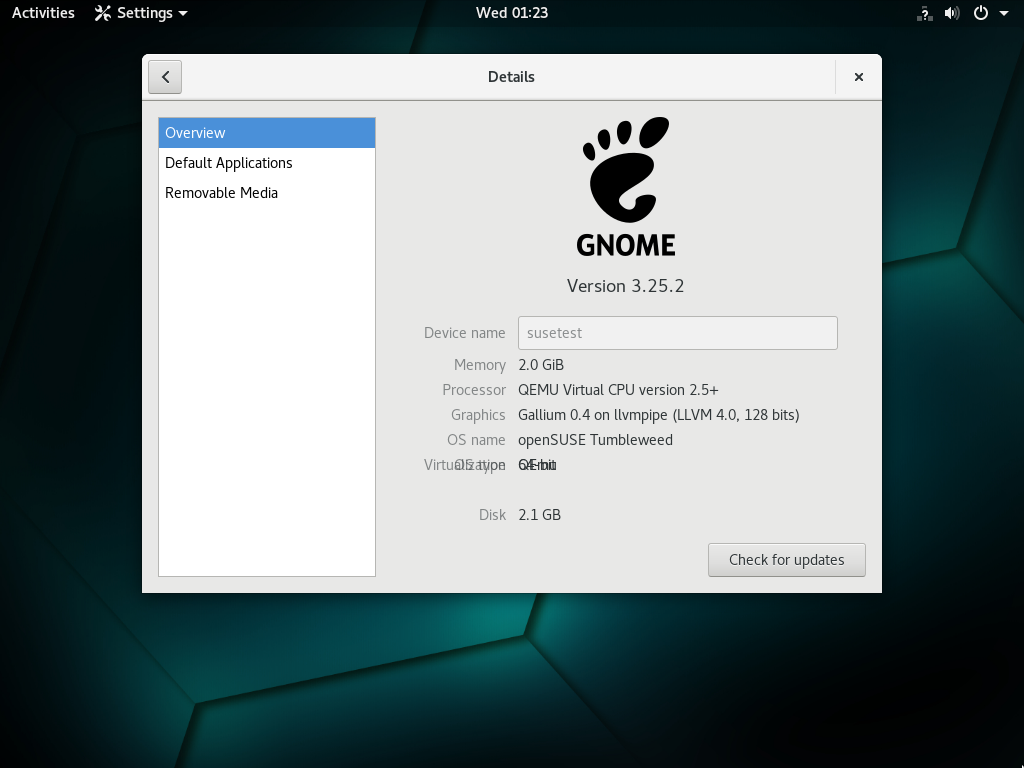 Activities Settings Wed 01:23
Details
Overview
Default Applications
Removable Media
GNOME
Version 3.25.2
Device name susetest
Memory 2.0 GiB
Processor QEMU Virtual CPU version 2.5+
Graphics Gallium 0.4 on llvmpipe (LLVM 4.0, 128 bits)
OS name openSUSE Tumbleweed
Virtualization Qemu
OS type 64-bit
Disk 2.1 GB
Check for updates